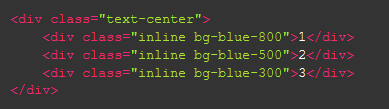 <div class="text-center">
    <div class="inline bg-blue-800">1</div>
    <div class="inline bg-blue-500">2</div>
    <div class="inline bg-blue-300">3</div>
</div>